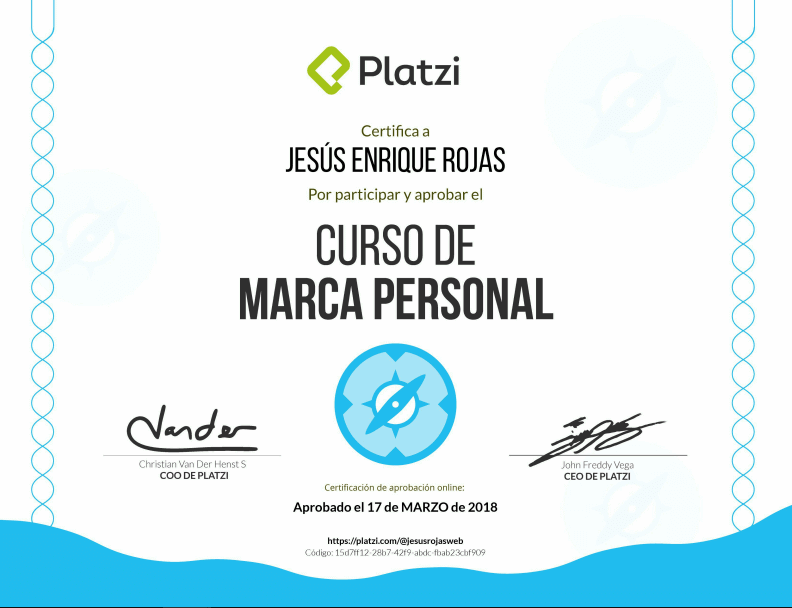 Platzi
Certifica a
JESÚS ENRIQUE ROJAS
Por participar y aprobar el
CURSO DE
MARCA PERSONAL
Vander
Christian Van Der Henst S
COO DE PLATZI
John Freddy Vega
CEO DE PLATZI
Certificación de aprobación online:
Aprobado el 17 de MARZO de 2018
https://platzi.com/@jesusrojasweb
Código: 15d7ff12-28b7-42f9-abdc-fbab23cbf909